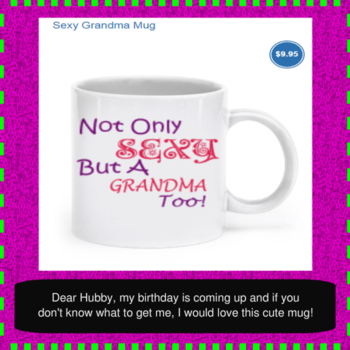 Sexy Grandma Mug
$9.95
Not Only
SEXY
But A
GRANDMA
Too!
Dear Hubby, my birthday is coming up and if you
don't know what to get me, I would love this cute mug!